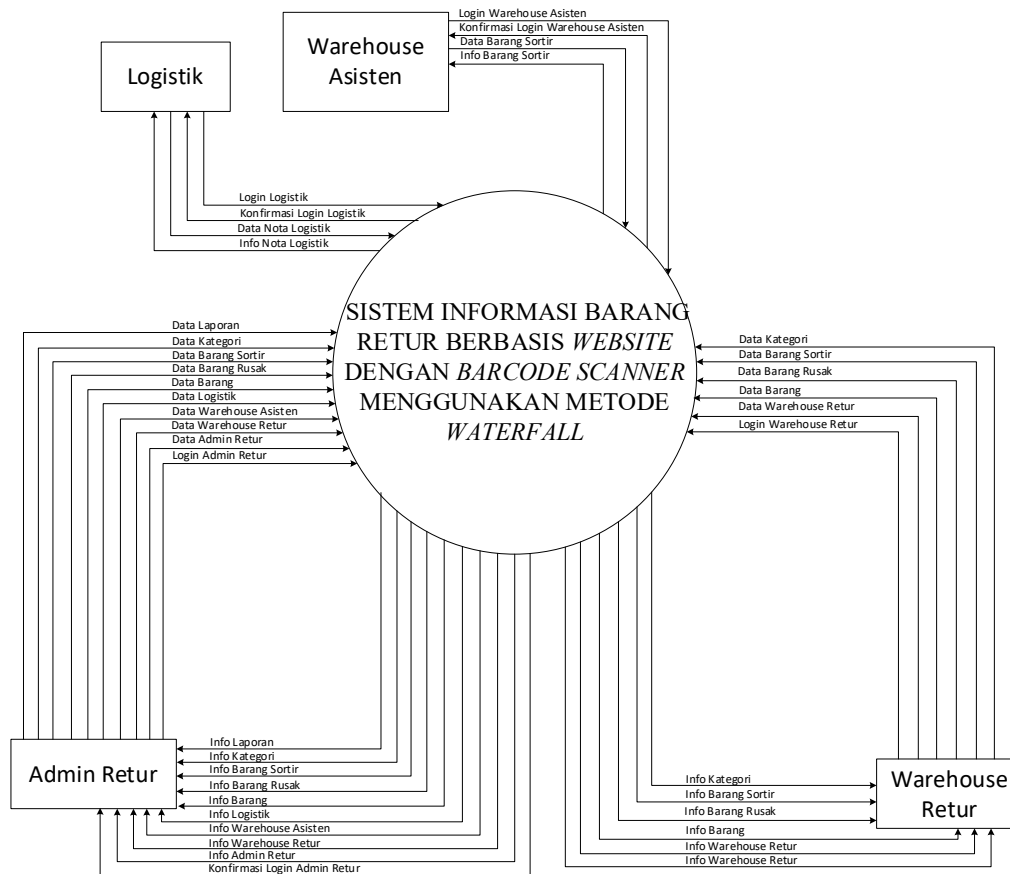 Login Warehouse Asisten
Konfirmasi Login Warehouse Asisten
Data Barang Sortir
Info Barang Sortir
Warehouse
Asisten
Logistik
Login Logistik
Konfirmasi Login Logistik
Data Nota Logistik
Info Nota Logistik
SISTEM INFORMASI BARANG
RETUR BERBASIS WEBSITE
DENGAN BARCODE SCANNER
MENGGUNAKAN METODE
WATERFALL
Data Laporan
Data Kategori
Data Barang Sortir
Data Barang Rusak
Data Barang
Data Logistik
Data Warehouse Asisten
Data Warehouse Retur
Data Admin Retur
Login Admin Retur
Data Kategori
Data Barang Sortir
Data Barang Rusak
Data Barang
Data Warehouse Retur
Login Warehouse Retur
Admin Retur
Info Laporan
Info Kategori
Info Barang Sortir
Info Barang Rusak
Info Barang
Info Logistik
Info Warehouse Asisten
Info Warehouse Retur
Info Admin Retur
Konfirmasi Login Admin Retur
Info Kategori
Info Barang Sortir
Info Barang Rusak
Info Barang
Info Warehouse Retur
Info Warehouse Retur
Warehouse
Retur